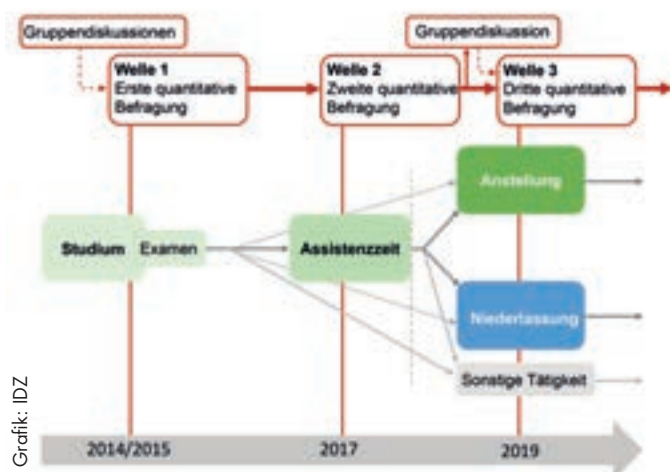 Gruppendiskussionen
Gruppendiskussion
Welle 1
Erste quantitative
Befragung
Welle 2
Zweite quantitative
Befragung
Welle 3
Dritte quantitative
Befragung
Anstellung
Studium
Examen
Assistenzzeit
Niederlassung
Sonstige Tätigkeit
2014/2015
2017
2019
Grafik: IDZ